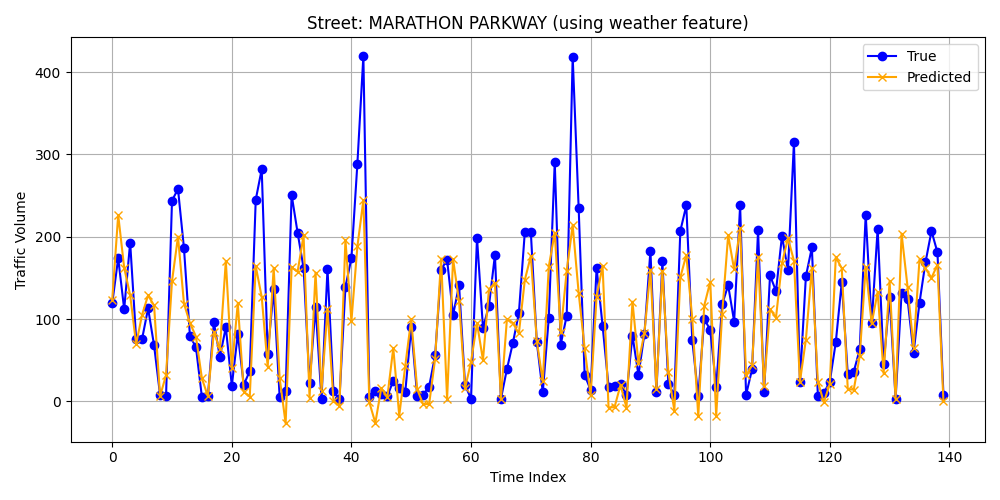 Street: MARATHON PARKWAY (using weather feature)
True
Predicted
Traffic Volume
400
300
200
100
0
0 20 40 60 80 100 120 140
Time Index